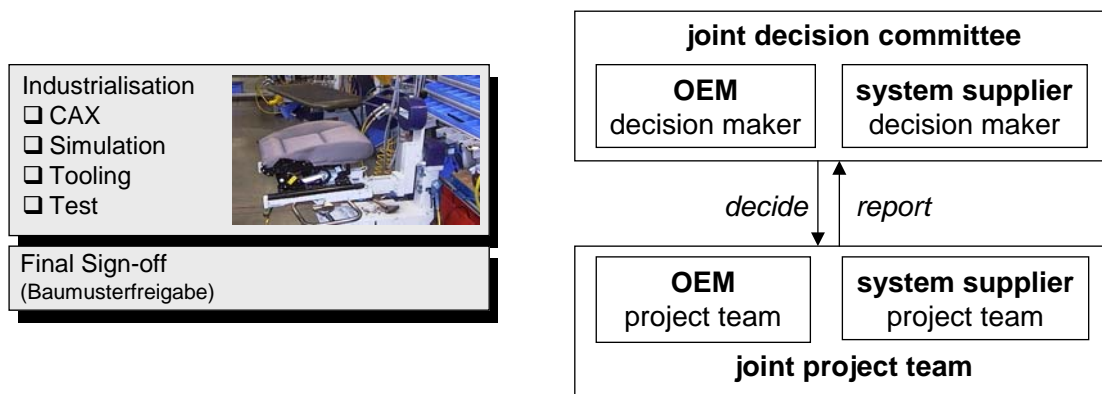 Industrialisation
❑ CAX
❑ Simulation
❑ Tooling
❑ Test
Final Sign-off
(Baumusterfreigabe)
joint decision committee
OEM
decision maker
system supplier
decision maker
decide
report
OEM
project team
system supplier
project team
joint project team